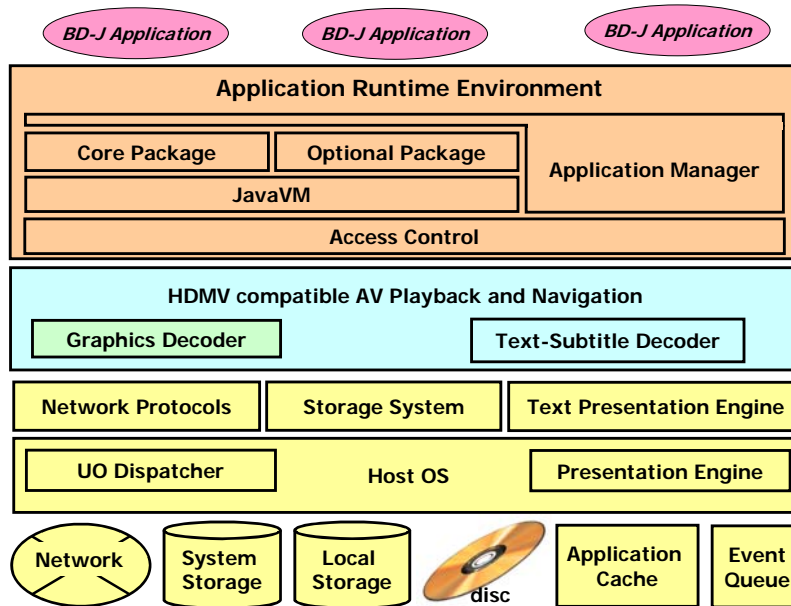 BD-J Application
BD-J Application
BD-J Application
Application Runtime Environment
Core Package
Optional Package
Application Manager
JavaVM
Access Control
HDMV compatible AV Playback and Navigation
Graphics Decoder
Text-Subtitle Decoder
Network Protocols
Storage System
Text Presentation Engine
UO Dispatcher
Host OS
Presentation Engine
Network
System
Storage
Local
Storage
disc
Application
Cache
Event
Queue